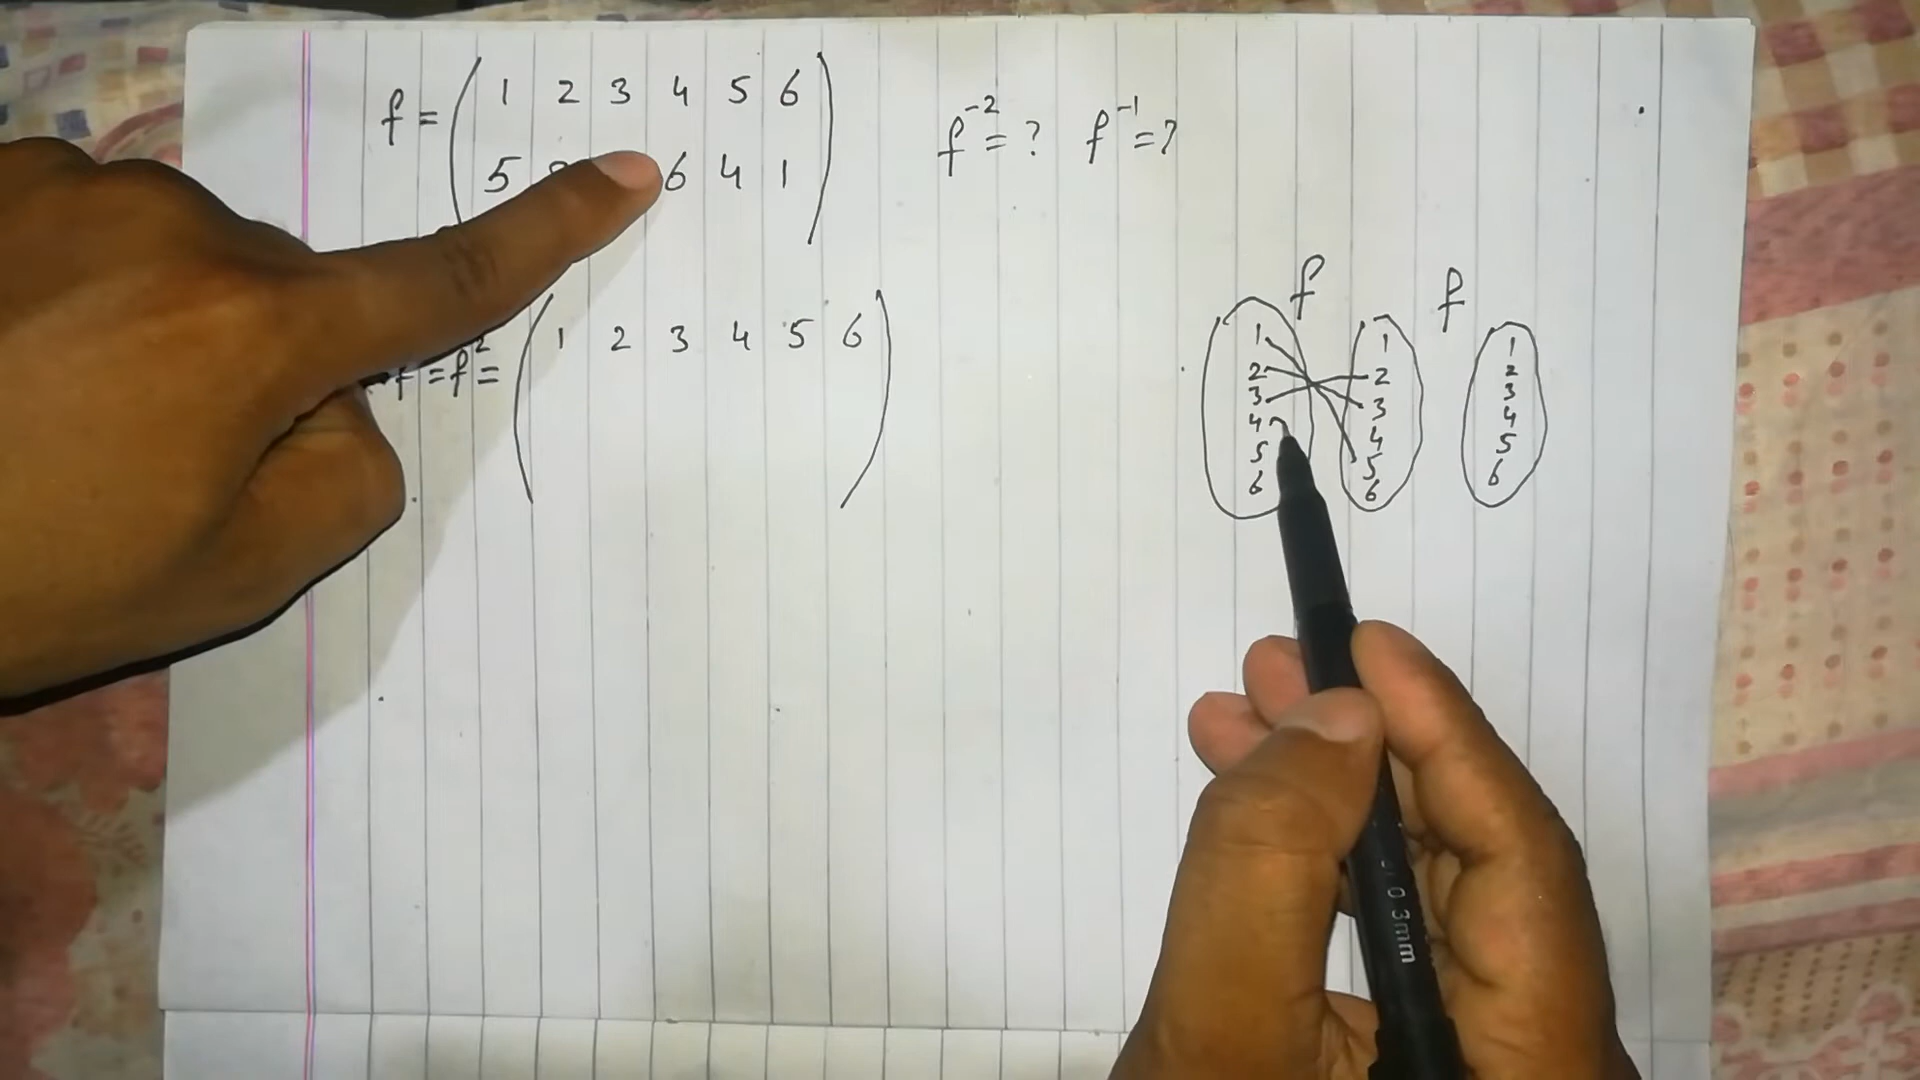 f = ( 1 2 3 4 5 6 )
5 6 4 1
f⁻² = ? f⁻¹ = ?
f = f² = ( 1 2 3 4 5 6 )
f f
1 1 1
2 2 2
3 3 3
4 4 4
5 5 5
6 6 6
0.3mm